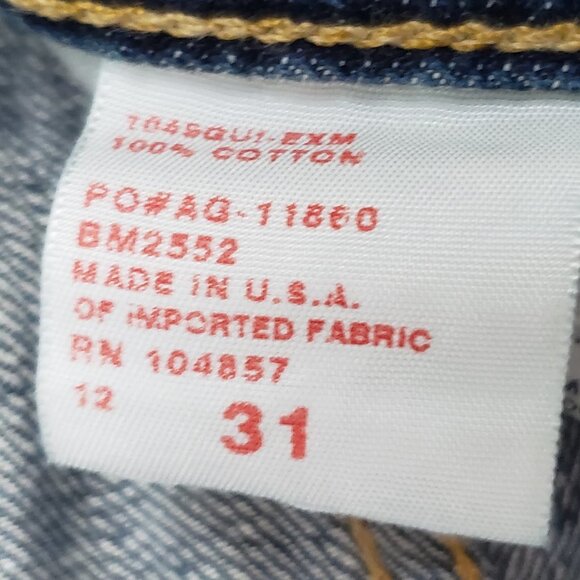 100% COTTON
PO#AG-11860
BM2552
MADE IN U.S.A.
OF IMPORTED FABRIC
RN 104857
12
31